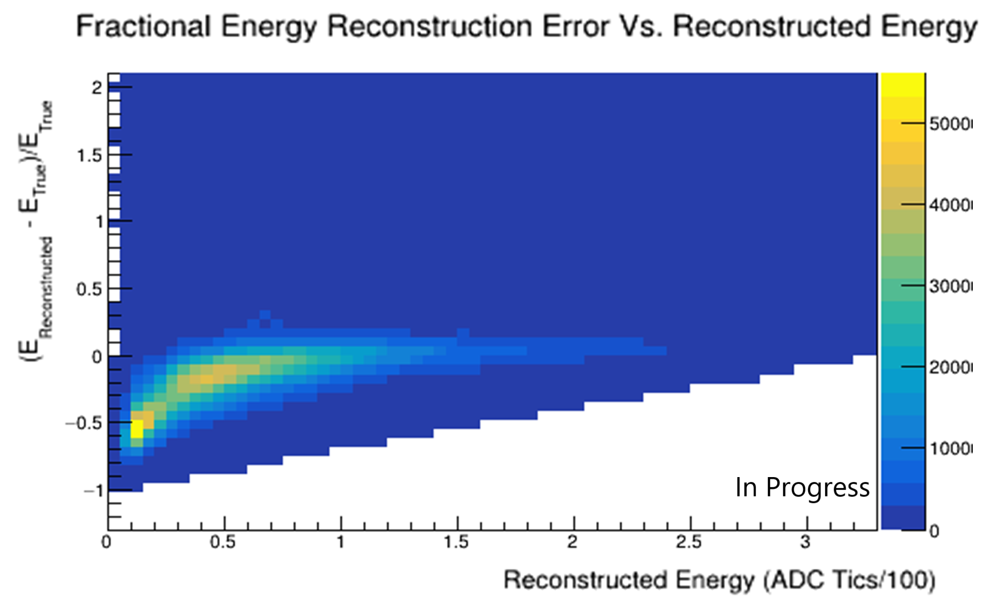 Fractional Energy Reconstruction Error Vs. Reconstructed Energy
(E_Reconstructed - E_True)/E_True
2
1.5
1
0.5
0
−0.5
−1
0 0.5 1 1.5 2 2.5 3
Reconstructed Energy (ADC Tics/100)
In Progress
5000
4000
3000
2000
1000
0